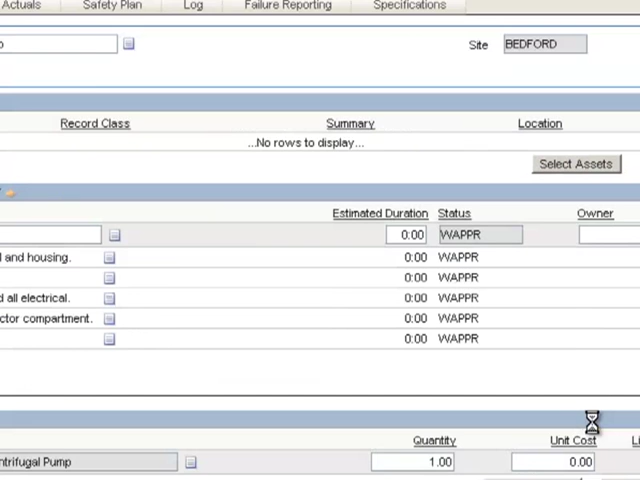 Actuals Safety Plan Log Failure Reporting Specifications
Site BEDFORD
Record Class Summary Location
...No rows to display...
Select Assets
Estimated Duration Status Owner
0:00 WAPPR
and housing. 0:00 WAPPR
0:00 WAPPR
all electrical. 0:00 WAPPR
ctor compartment. 0:00 WAPPR
0:00 WAPPR
Quantity Unit Cost Li
ntrifugal Pump 1.00 0.00